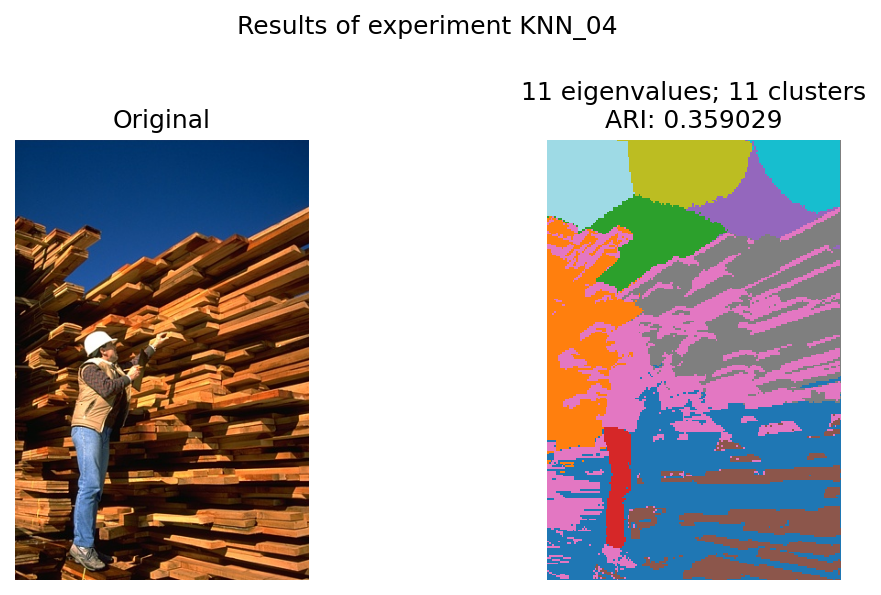 Results of experiment KNN_04
Original
11 eigenvalues; 11 clusters
ARI: 0.359029